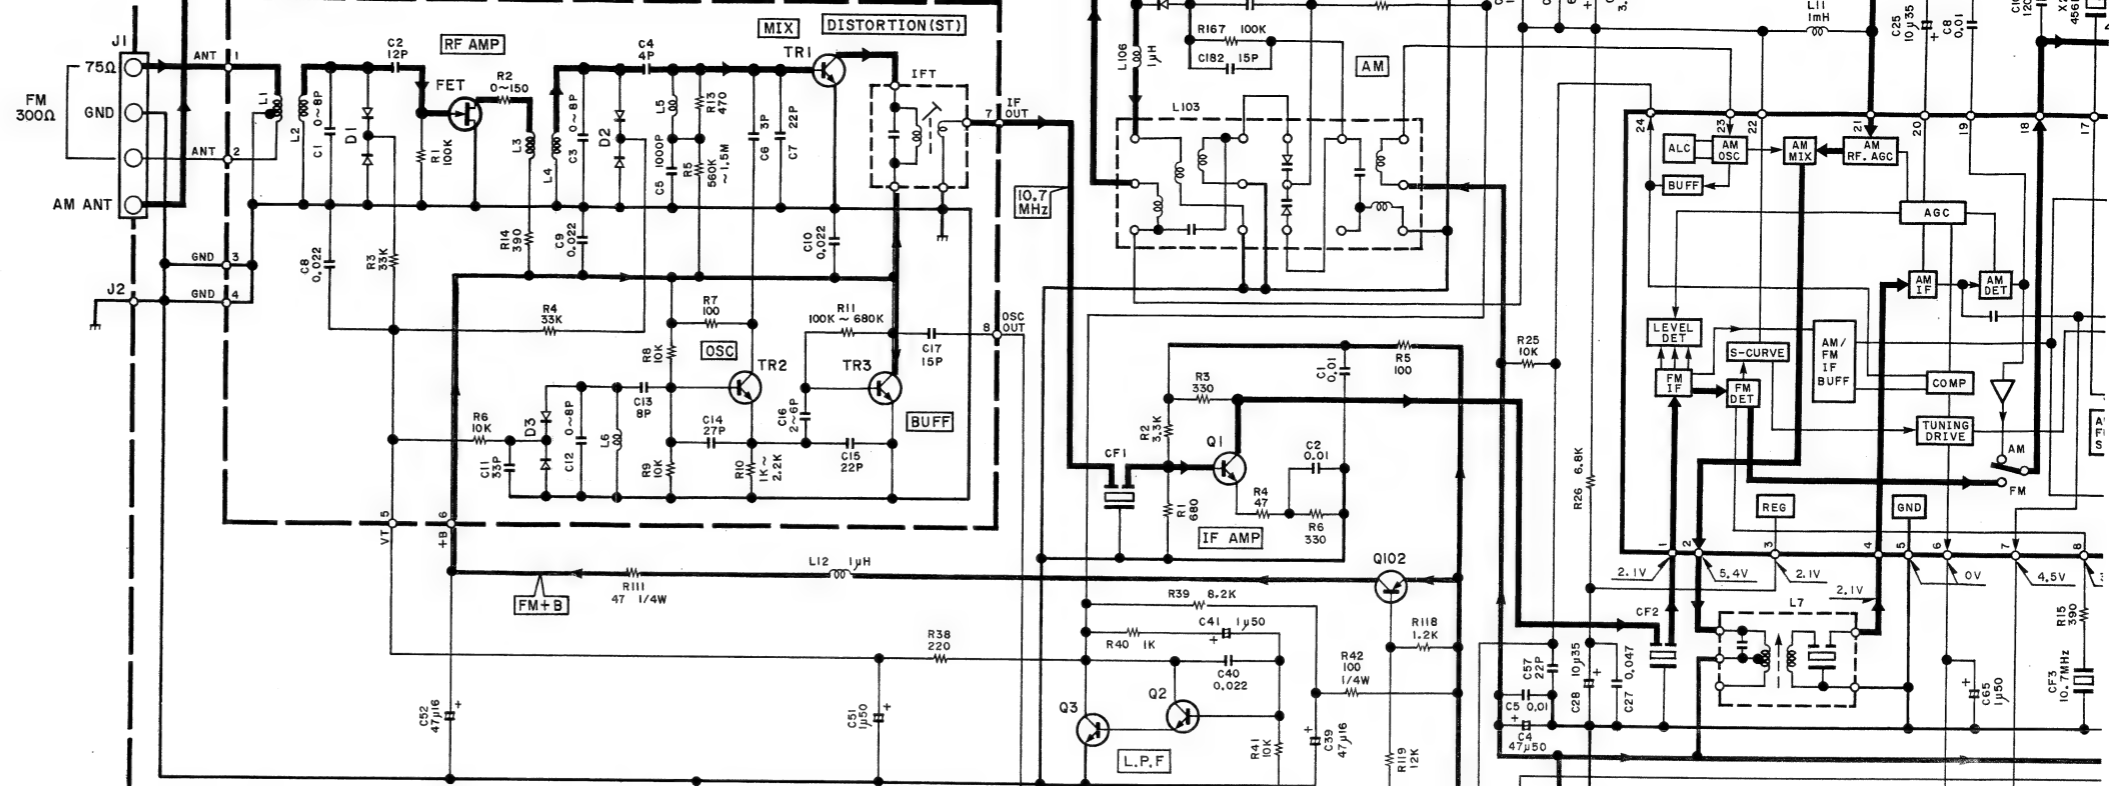 J1
75Ω
FM
300Ω
GND
AM ANT
J2
ANT
1
ANT
2
GND
3
GND
4
L1
L2
C1
0~8P
D1
C2
12P
RF AMP
FET
R1
100K
R2
0~150
L3
L4
C3
0~8P
C4
4P
D2
L5
C5 1000P
R13
470
R5
560K
~1.5M
MIX
DISTORTION(ST)
TR1
C6
3P
C7
22P
IFT
7
IF
OUT
10.7
MHz
C8
0.022
R3
33K
R14
390
C9
0.022
C10
0.022
R4
33K
R7
100
R8
10K
OSC
TR2
R11
100K~680K
TR3
C17
15P
8
OSC
OUT
BUFF
R6
10K
C11
33P
D3
C12
0~8P
L6
C13
8P
C14
27P
R9
10K
R10
1K~
2.2K
C16
2~6P
C15
22P
VT 5
+B 6
FM+B
R111
47 1/4W
L12 1μH
R38
220
C52
47μ16
C51
1μ50
L106
1μH
R167 100K
C182 15P
AM
L103
CF1
R2
3.3K
R3
330
R1
680
Q1
R4
47
C2
0.01
R6
330
C1
0.01
R5
100
IF AMP
Q102
R39 8.2K
R40 1K
C41 1μ50
C40
0.022
Q3
Q2
R41
10K
L.P.F
R42
100
1/4W
C39
47μ16
R118
1.2K
R119
12K
R25
10K
R26 6.8K
C57
22P
C5 0.01
C4
47μ50
C28 10μ35
C27 0.047
CF2
L11
1mH
C25
10μ35
C8
0.01
24
23
22
21
20
19
18
17
ALC
AM
OSC
BUFF
AM
MIX
AM
RF.AGC
AGC
AM
IF
AM
DET
LEVEL
DET
S-CURVE
FM
IF
FM
DET
AM/
FM
IF
BUFF
COMP
TUNING
DRIVE
AM
FM
REG
GND
1
2
3
4
5
6
7
8
2.1V
5.4V
2.1V
2.1V
0V
4.5V
L7
C65
1μ50
R15
390
CF3
10.7MHz